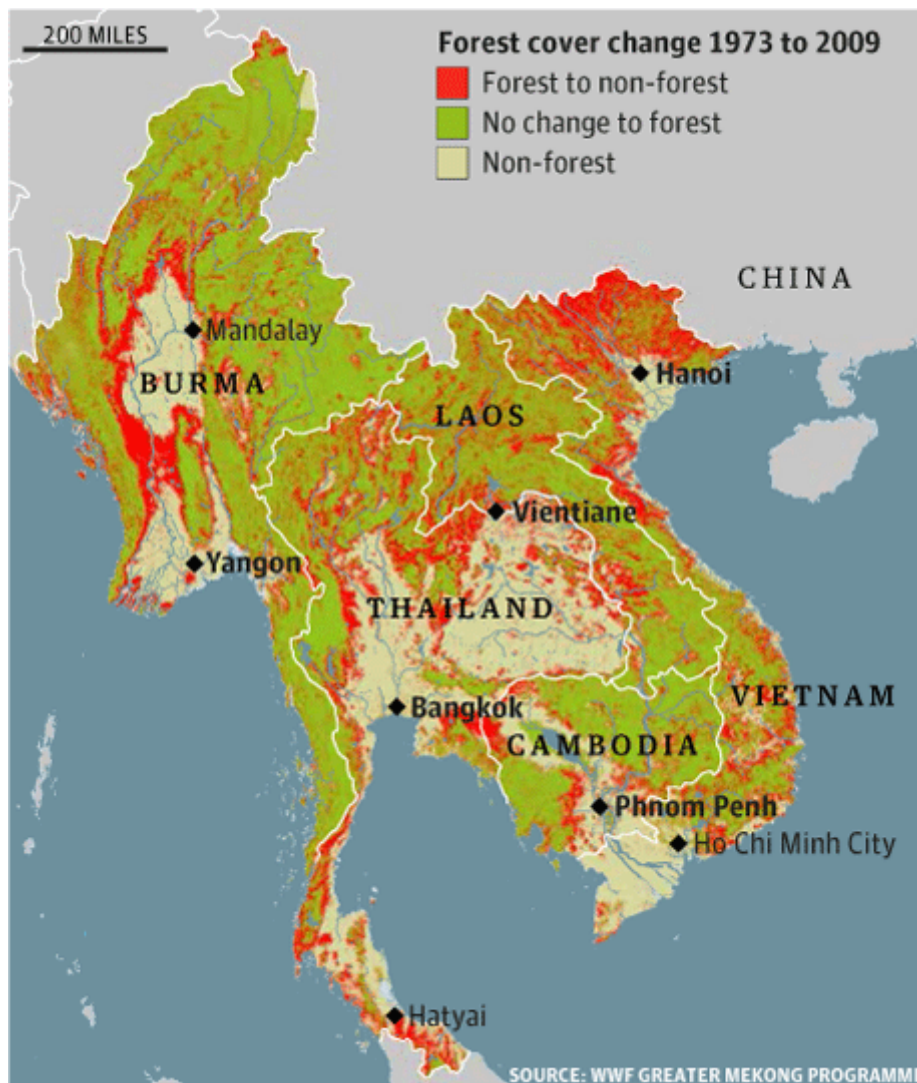 200 MILES
Forest cover change 1973 to 2009
Forest to non-forest
No change to forest
Non-forest
CHINA
Mandalay
Hanoi
BURMA
LAOS
Vientiane
Yangon
THAILAND
VIETNAM
Bangkok
CAMBODIA
Phnom Penh
Ho Chi Minh City
Hatyai
SOURCE: WWF GREATER MEKONG PROGRAMM